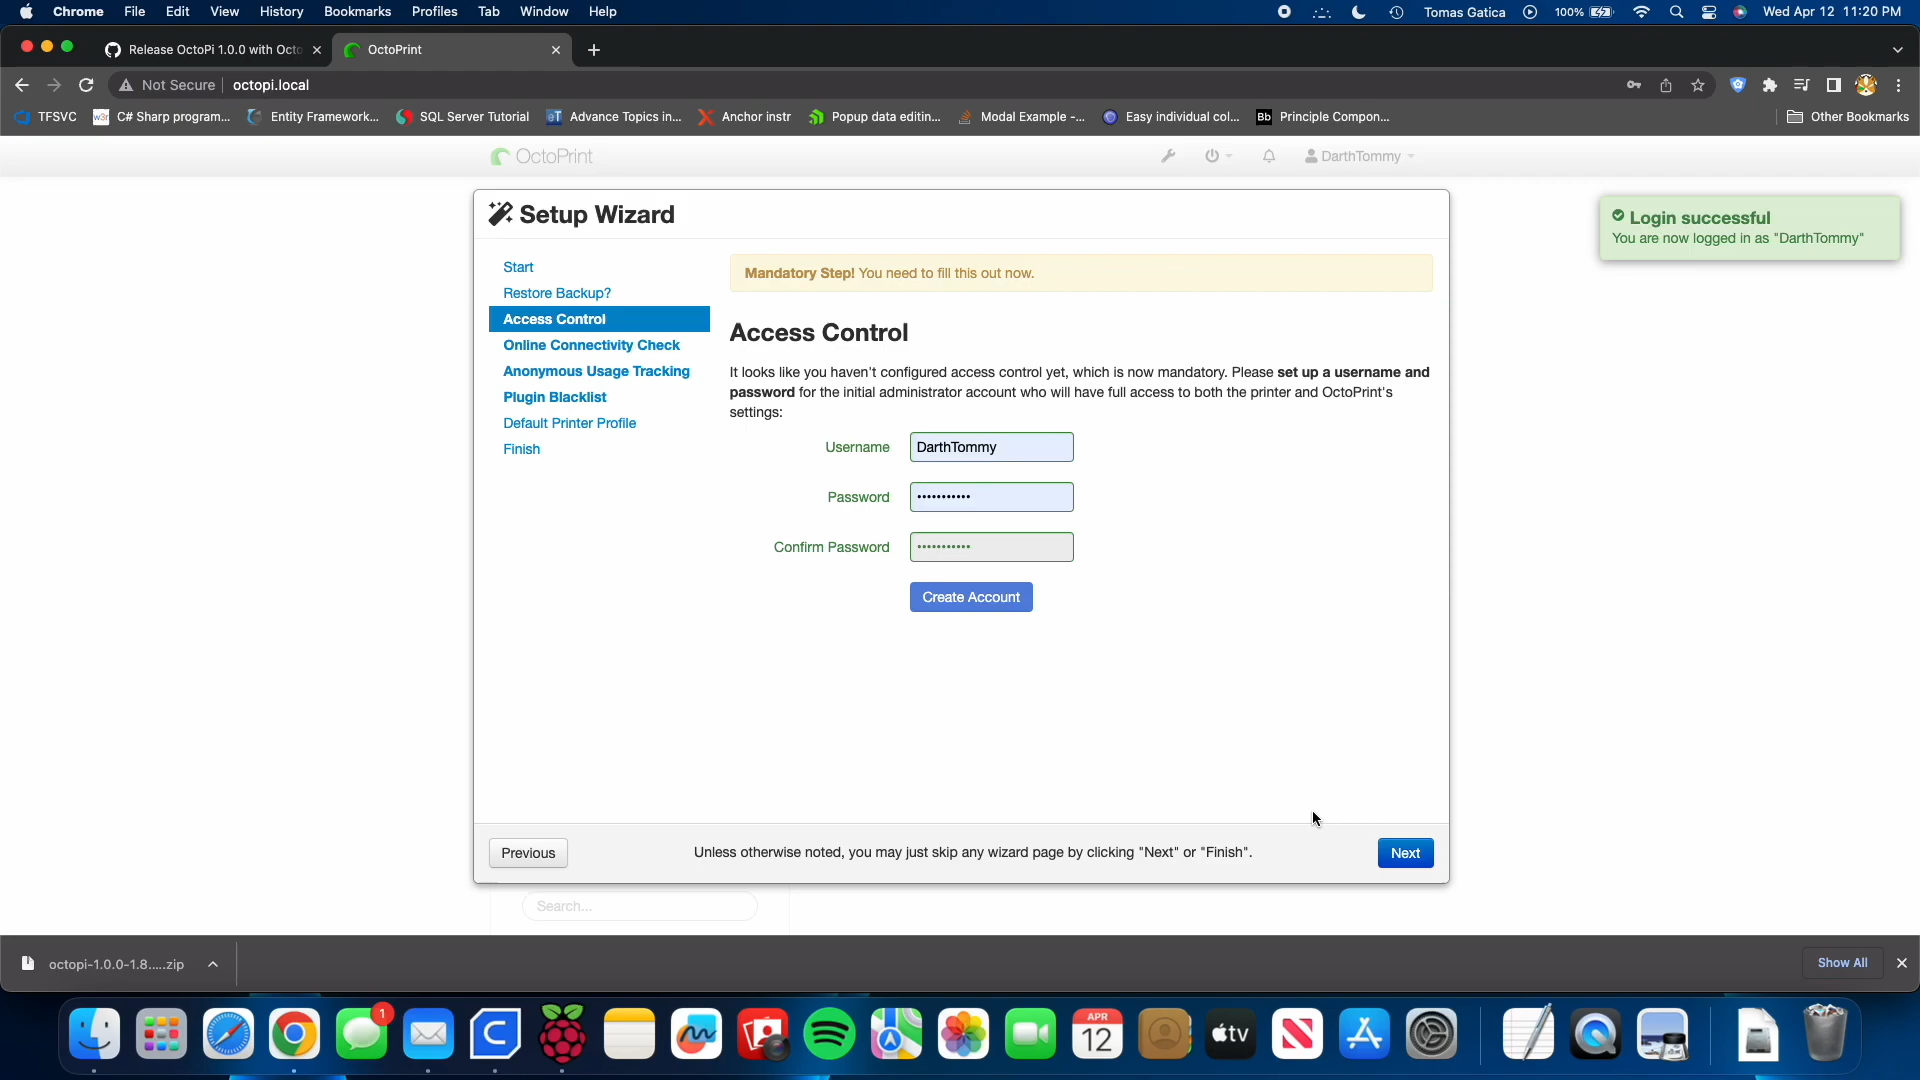 Chrome File Edit View History Bookmarks Profiles Tab Window Help Tomas Gatica 100% Wed Apr 12 11:20 PM
Release OctoPi 1.0.0 with Octo OctoPrint
Not Secure octopi.local
TFSVC C# Sharp program... Entity Framework... SQL Server Tutorial Advance Topics in... Anchor instr Popup data editin... Modal Example -... Easy individual col... Principle Compon... Other Bookmarks
OctoPrint DarthTommy
Setup Wizard
Login successful
You are now logged in as "DarthTommy"
Start
Restore Backup?
Access Control
Online Connectivity Check
Anonymous Usage Tracking
Plugin Blacklist
Default Printer Profile
Finish
Mandatory Step! You need to fill this out now.
Access Control
It looks like you haven't configured access control yet, which is now mandatory. Please set up a username and
password for the initial administrator account who will have full access to both the printer and OctoPrint's
settings:
Username DarthTommy
Password •••••••••••
Confirm Password •••••••••••
Create Account
Previous Unless otherwise noted, you may just skip any wizard page by clicking "Next" or "Finish". Next
Search...
octopi-1.0.0-1.8.....zip Show All
1 APR 12 tv